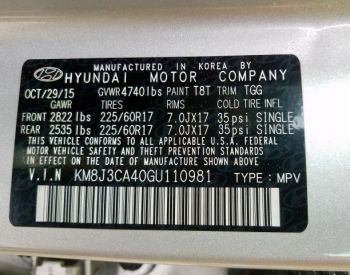 MANUFACTURED IN KOREA BY
HYUNDAI MOTOR COMPANY
OCT/29/15 GVWR4740lbs PAINT T8T TRIM TGG
GAWR TIRES RIMS COLD TIRE INFL
FRONT 2822lbs 225/60R17 7.0JX17 35psi SINGLE
REAR 2535lbs 225/60R17 7.0JX17 35psi SINGLE
THIS VEHICLE CONFORMS TO ALL APPLICABLE U.S.A. FEDERAL
MOTOR VEHICLE SAFETY, BUMPER, AND THEFT PREVENTION
STANDARDS IN EFFECT ON THE DATE OF MANUFACTURE SHOWN ABOVE.
V.I.N KM8J3CA40GU110981 TYPE: MPV